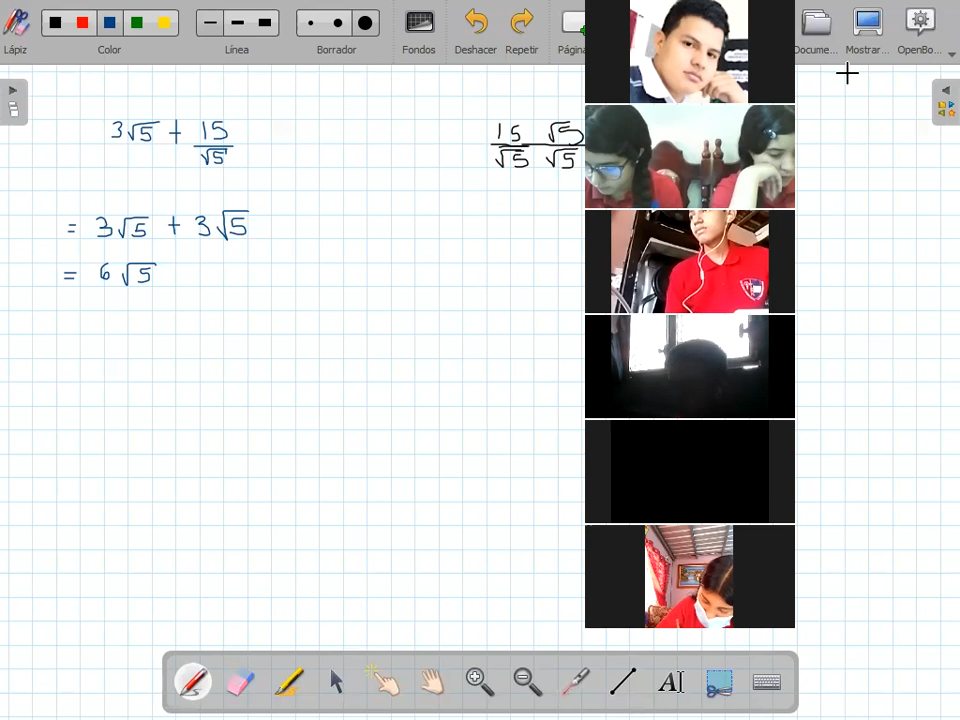 Lápiz Color Línea Borrador Fondos Deshacer Repetir Págin Docume... Mostrar... OpenBo...
3√5 + 15/√5
15/√5 √5/√5
= 3√5 + 3√5
= 6√5
A